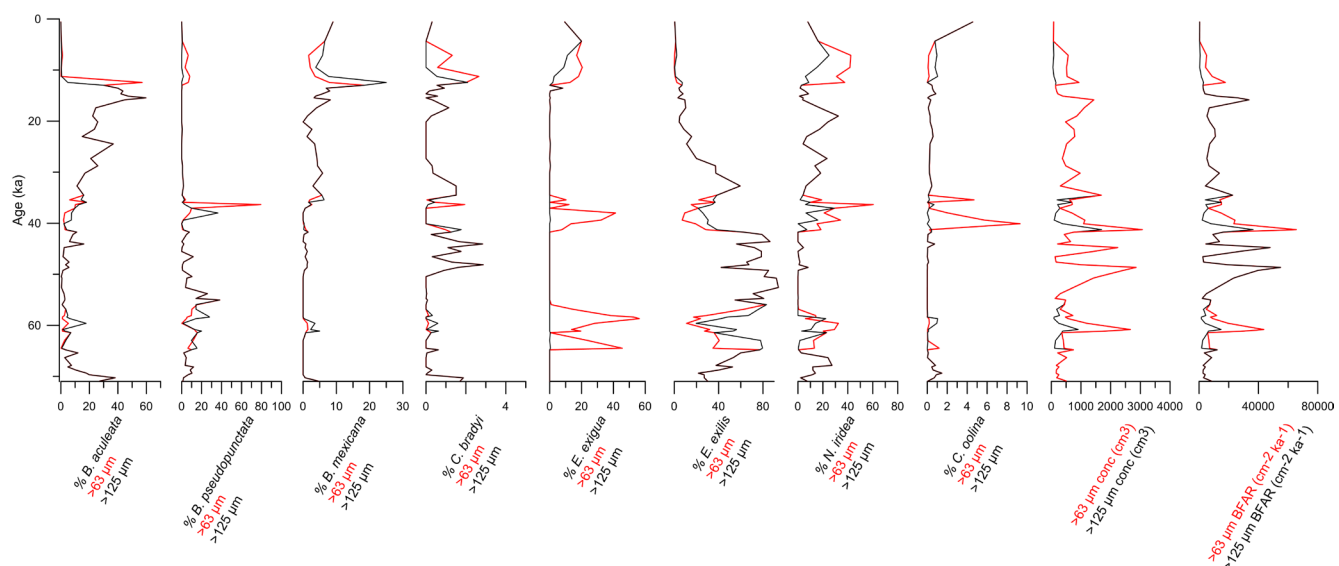 0
20
40
60
Age (ka)
0 20 40 60
0 20 40 60 80 100
0 10 20 30
0 2 4
0 20 40 60
0 20 40 60 80
0 20 40 60 80
0 2 4 6 8 10
0 1000 2000 3000 4000
0 40000 80000
% B. aculeata
>63 µm
>125 µm
% B. pseudopunctata
>63 µm
>125 µm
% B. mexicana
>63 µm
>125 µm
% C. bradyi
>63 µm
>125 µm
% E. exigua
>63 µm
>125 µm
% E. exilis
>63 µm
>125 µm
% N. iridea
>63 µm
>125 µm
% C. oolina
>63 µm
>125 µm
>63 µm conc (cm3)
>125 µm conc (cm3)
>63 µm BFAR (cm-2 ka-1)
>125 µm BFAR (cm-2 ka-1)